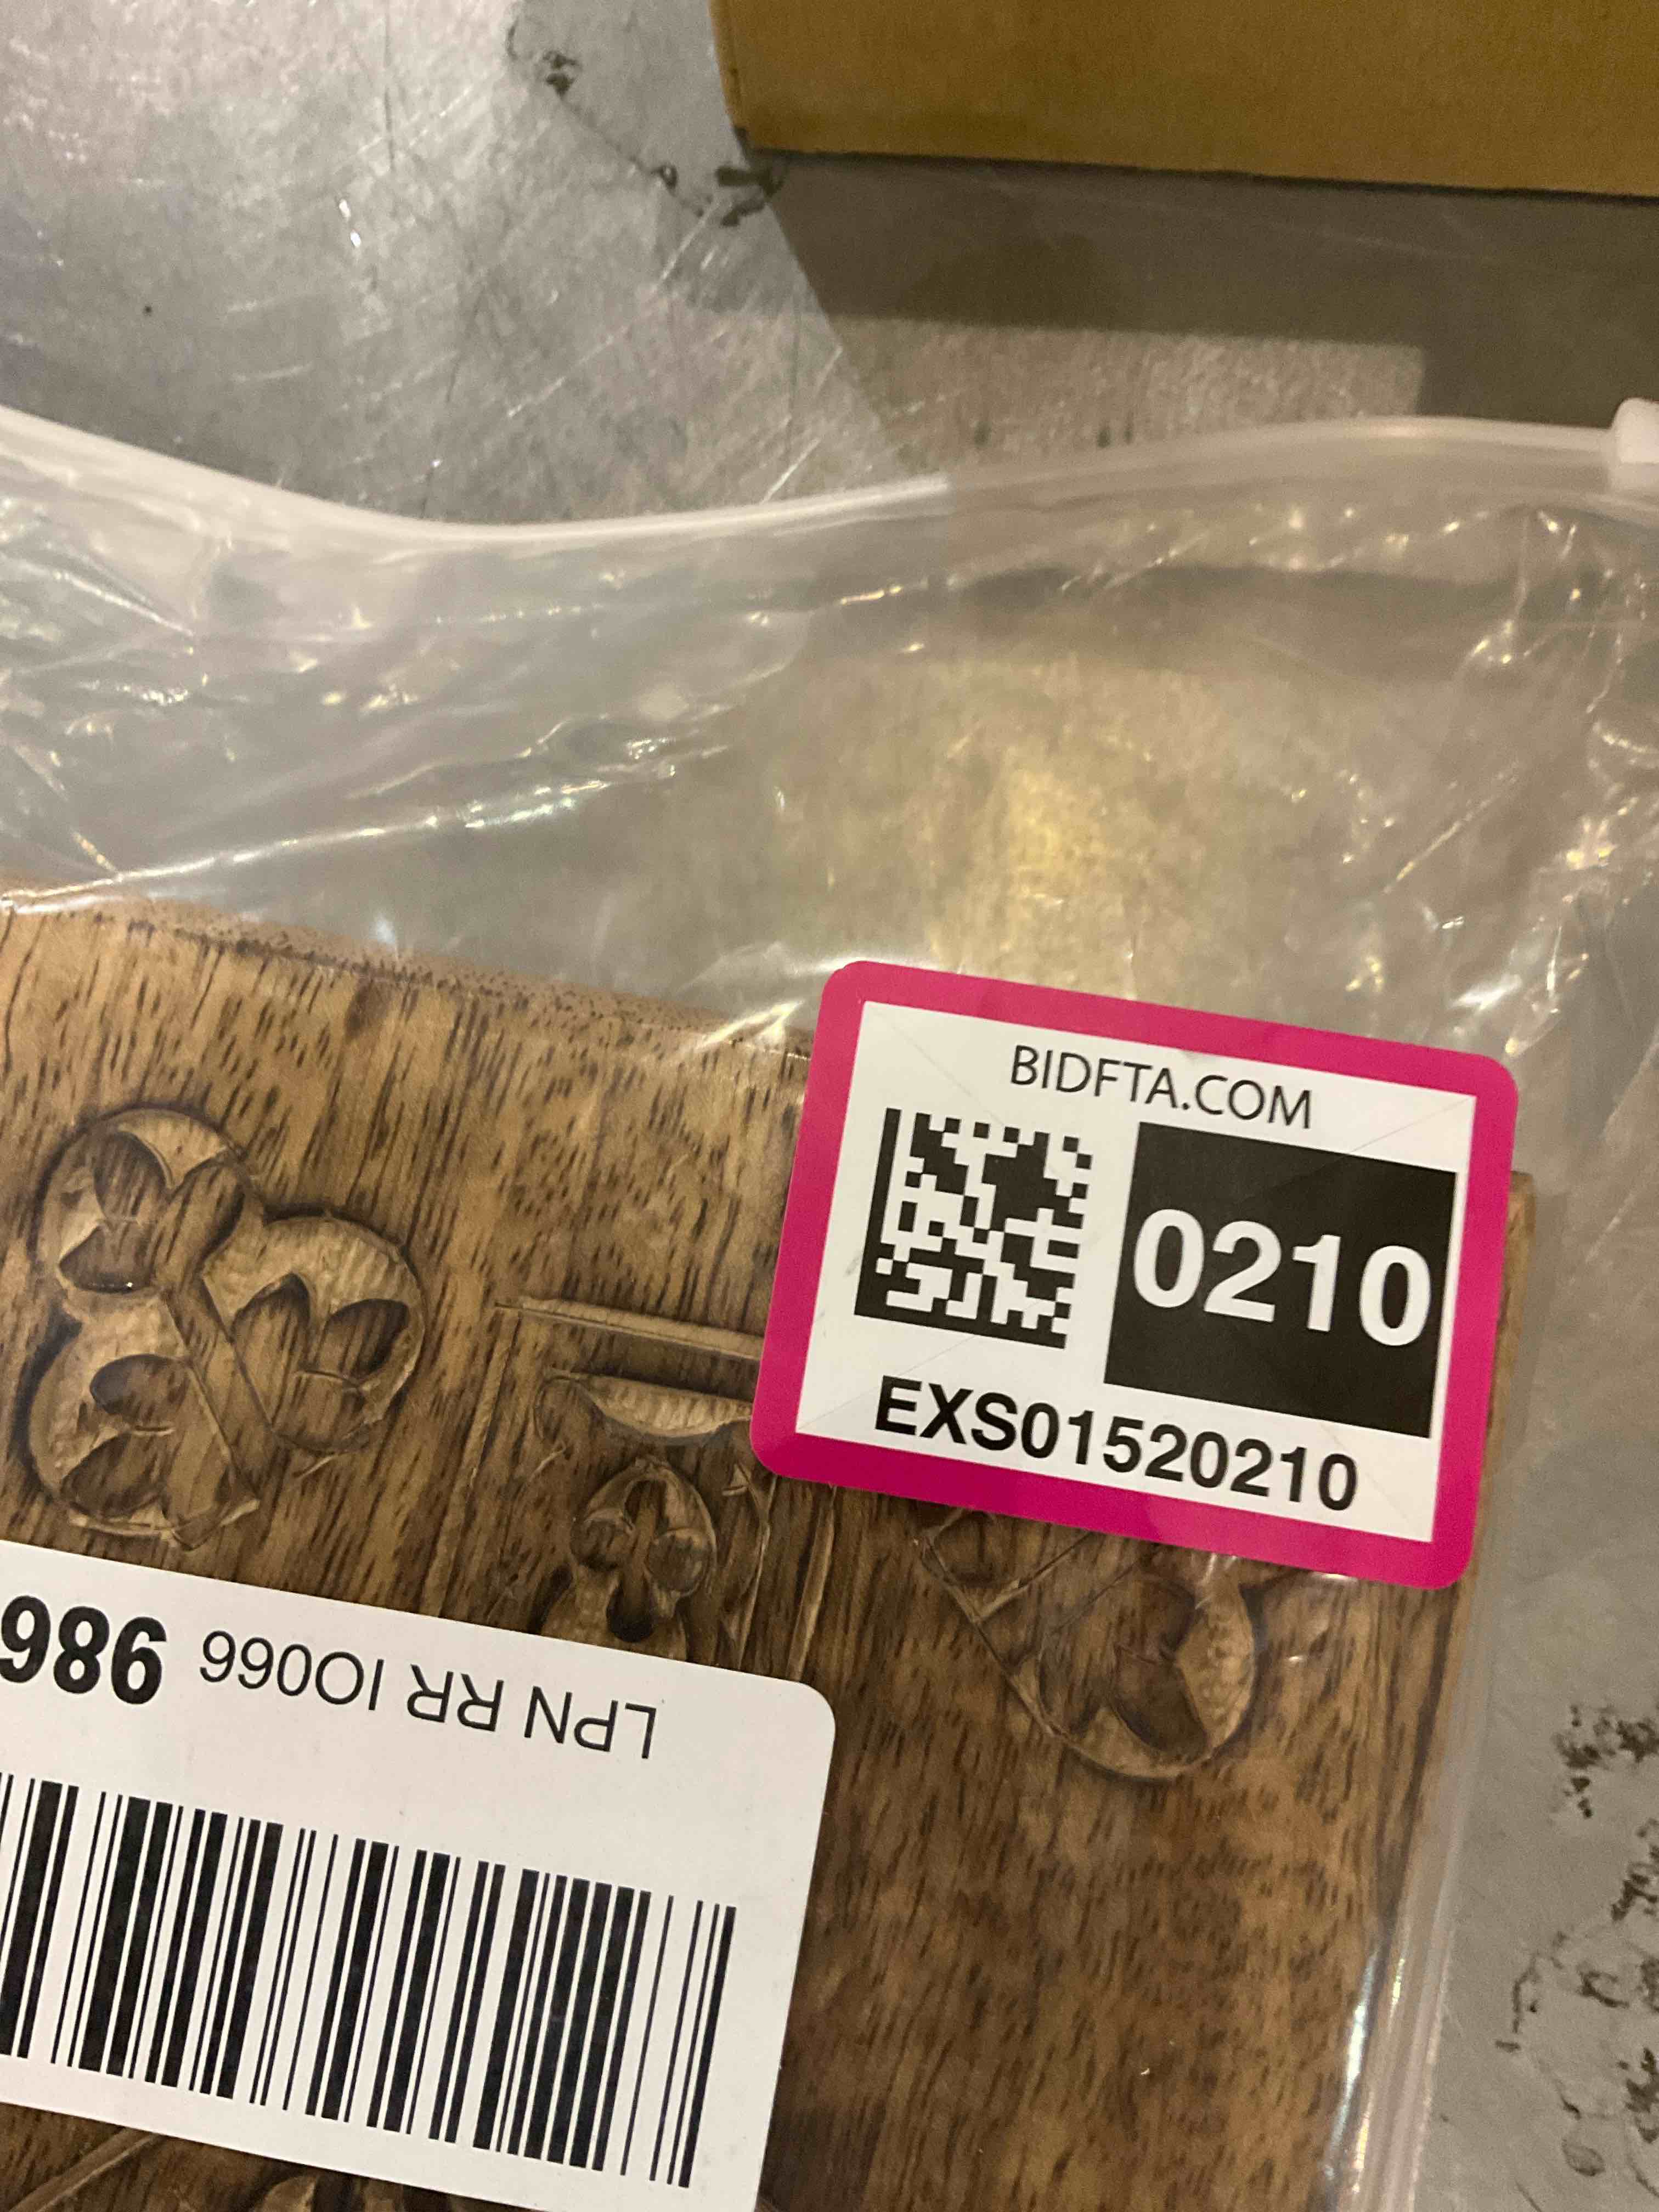 BIDFTA.COM
0210
EXS01520210
LPN RR IO066 986